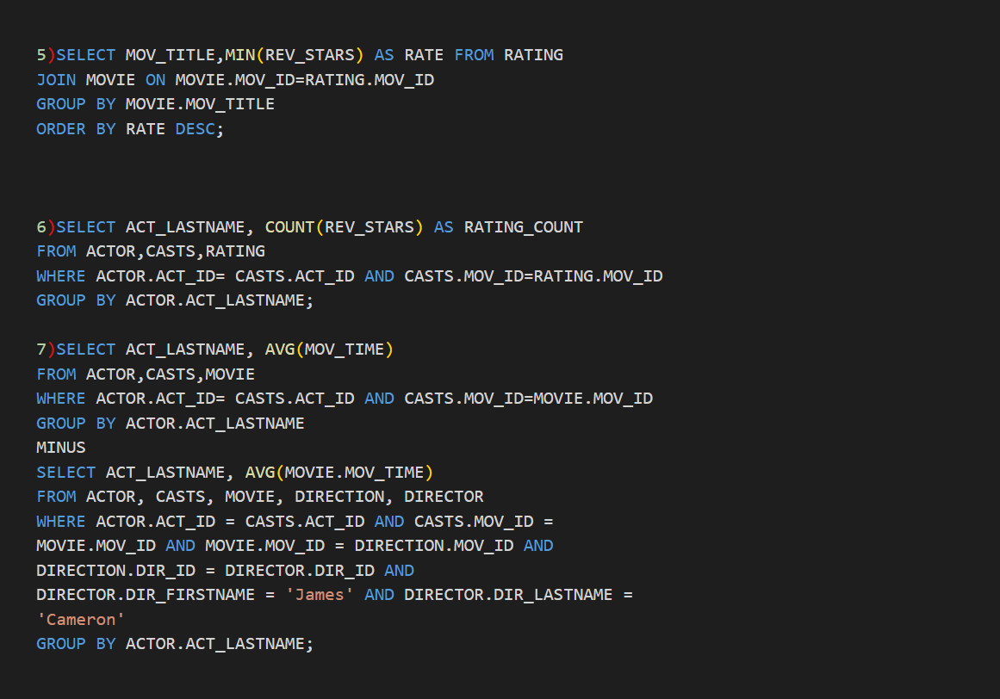 5)SELECT MOV_TITLE,MIN(REV_STARS) AS RATE FROM RATING
JOIN MOVIE ON MOVIE.MOV_ID=RATING.MOV_ID
GROUP BY MOVIE.MOV_TITLE
ORDER BY RATE DESC;
6)SELECT ACT_LASTNAME, COUNT(REV_STARS) AS RATING_COUNT
FROM ACTOR,CASTS,RATING
WHERE ACTOR.ACT_ID= CASTS.ACT_ID AND CASTS.MOV_ID=RATING.MOV_ID
GROUP BY ACTOR.ACT_LASTNAME;
7)SELECT ACT_LASTNAME, AVG(MOV_TIME)
FROM ACTOR,CASTS,MOVIE
WHERE ACTOR.ACT_ID= CASTS.ACT_ID AND CASTS.MOV_ID=MOVIE.MOV_ID
GROUP BY ACTOR.ACT_LASTNAME
MINUS
SELECT ACT_LASTNAME, AVG(MOVIE.MOV_TIME)
FROM ACTOR, CASTS, MOVIE, DIRECTION, DIRECTOR
WHERE ACTOR.ACT_ID = CASTS.ACT_ID AND CASTS.MOV_ID =
MOVIE.MOV_ID AND MOVIE.MOV_ID = DIRECTION.MOV_ID AND
DIRECTION.DIR_ID = DIRECTOR.DIR_ID AND
DIRECTOR.DIR_FIRSTNAME = 'James' AND DIRECTOR.DIR_LASTNAME =
'Cameron'
GROUP BY ACTOR.ACT_LASTNAME;